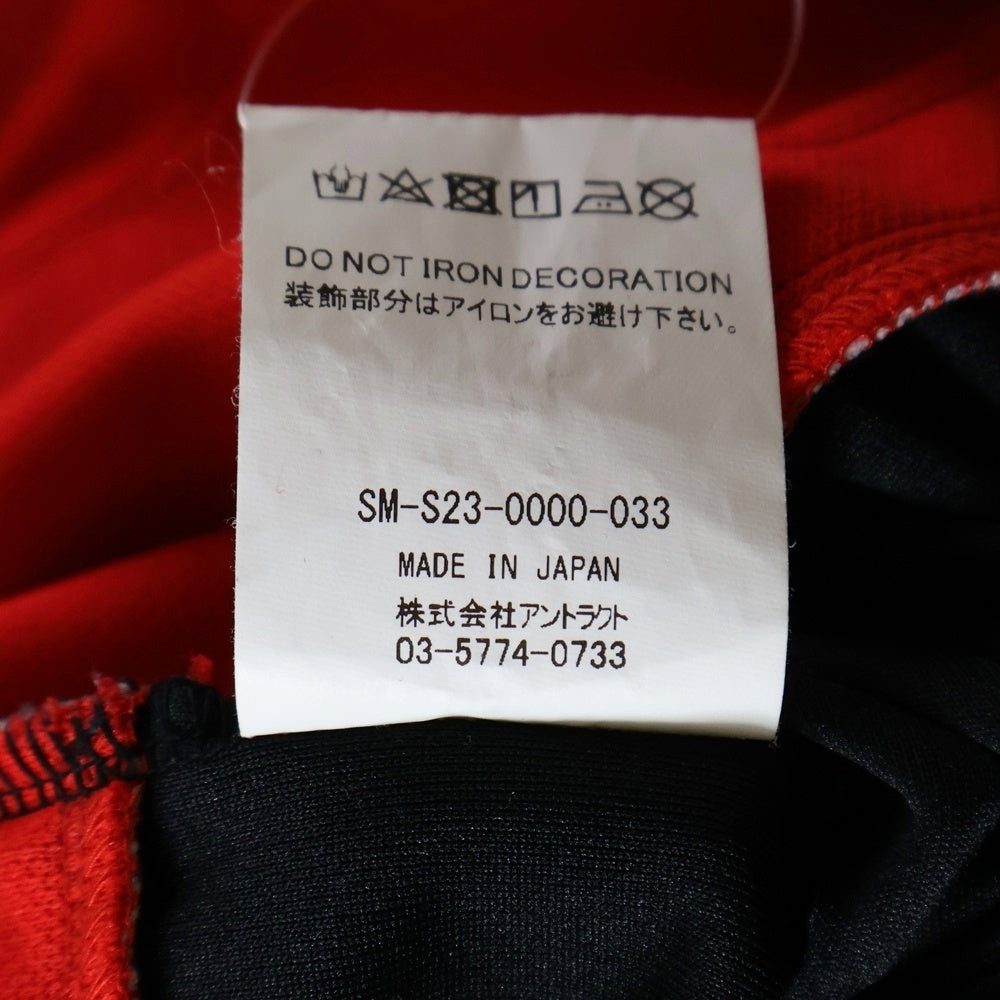 DO NOT IRON DECORATION
装飾部分はアイロンをお避け下さい。
SM-S23-0000-033
MADE IN JAPAN
株式会社アントラクト
03-5774-0733